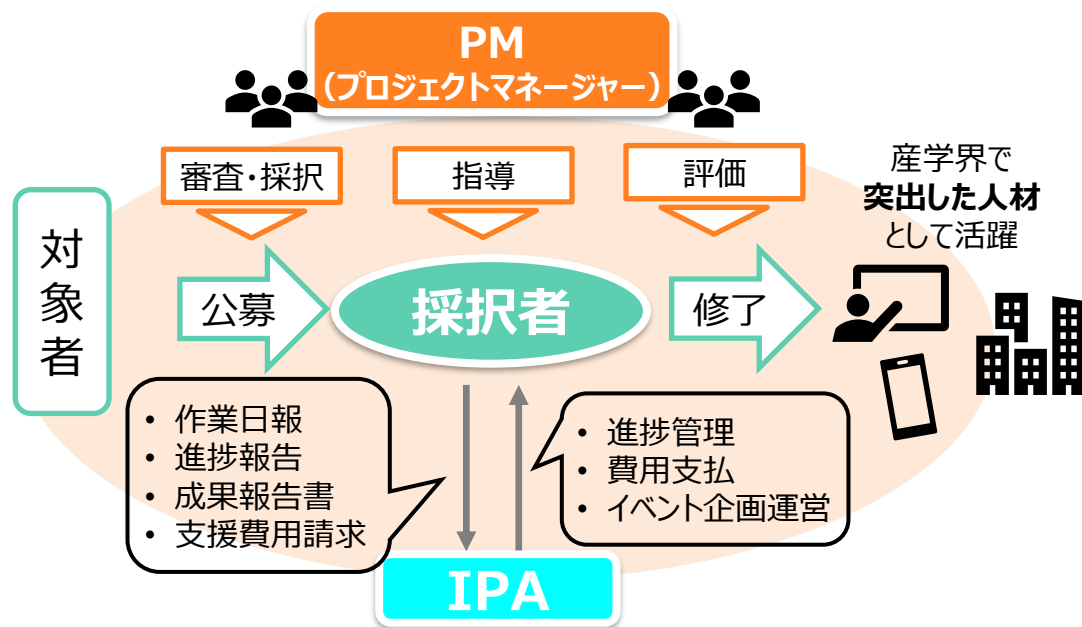 PM
（プロジェクトマネージャー）
審査・採択
指導
評価
産学界で
突出した人材
として活躍
対象者
公募
採択者
修了
• 作業日報
• 進捗報告
• 成果報告書
• 支援費用請求
• 進捗管理
• 費用支払
• イベント企画運営
IPA